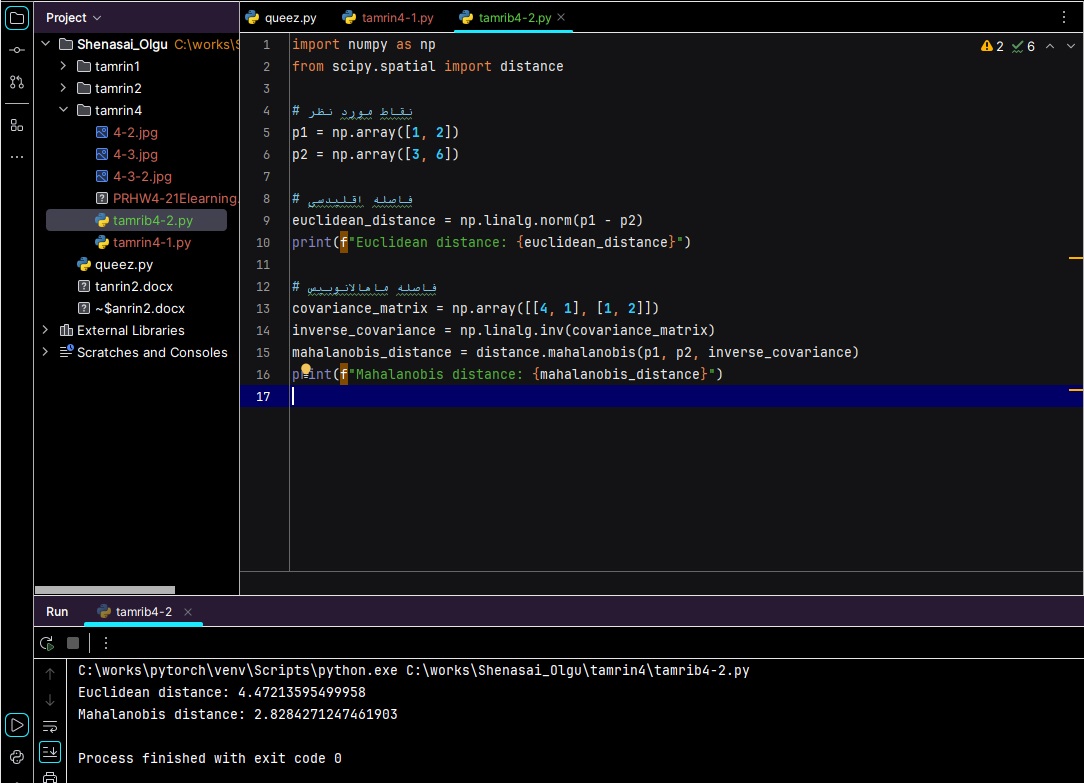 Project
queez.py
tamrin4-1.py
tamrib4-2.py
Shenasai_Olgu C:\works\S
tamrin1
tamrin2
tamrin4
4-2.jpg
4-3.jpg
4-3-2.jpg
PRHW4-21Elearning.
tamrib4-2.py
tamrin4-1.py
queez.py
tanrin2.docx
~$anrin2.docx
External Libraries
Scratches and Consoles
2 6
1 import numpy as np
2 from scipy.spatial import distance
3
4 # نقاط مورد نظر
5 p1 = np.array([1, 2])
6 p2 = np.array([3, 6])
7
8 # فاصله اقلیدسی
9 euclidean_distance = np.linalg.norm(p1 - p2)
10 print(f"Euclidean distance: {euclidean_distance}")
11
12 # فاصله ماهالانوبیس
13 covariance_matrix = np.array([[4, 1], [1, 2]])
14 inverse_covariance = np.linalg.inv(covariance_matrix)
15 mahalanobis_distance = distance.mahalanobis(p1, p2, inverse_covariance)
16 print(f"Mahalanobis distance: {mahalanobis_distance}")
17
Run
tamrib4-2
C:\works\pytorch\venv\Scripts\python.exe C:\works\Shenasai_Olgu\tamrin4\tamrib4-2.py
Euclidean distance: 4.47213595499958
Mahalanobis distance: 2.8284271247461903
Process finished with exit code 0